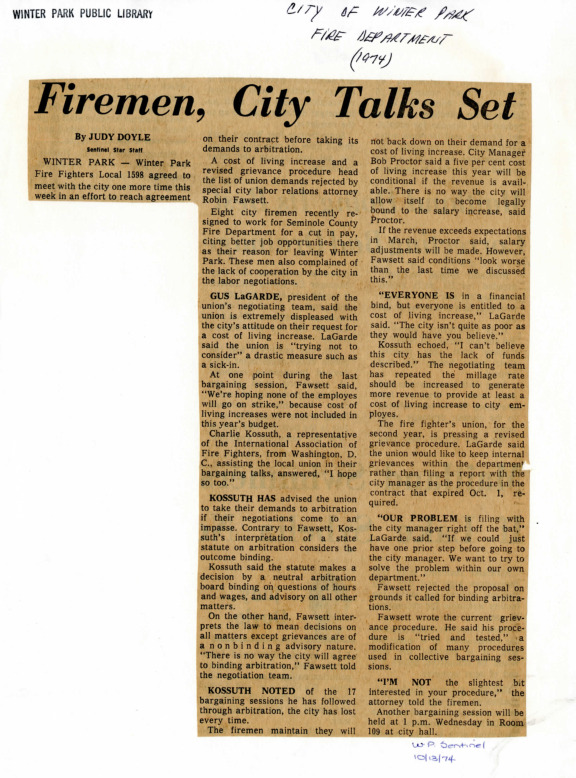 WINTER PARK PUBLIC LIBRARY
CITY OF WINTER PARK
FIRE DEPARTMENT
(1974)
Firemen, City Talks Set
By JUDY DOYLE
Sentinel Star Staff
WINTER PARK — Winter Park
Fire Fighters Local 1598 agreed to
meet with the city one more time this
week in an effort to reach agreement
on their contract before taking its
demands to arbitration.
A cost of living increase and a
revised grievance procedure head
the list of union demands rejected by
special city labor relations attorney
Robin Fawsett.
Eight city firemen recently re-
signed to work for Seminole County
Fire Department for a cut in pay,
citing better job opportunities there
as their reason for leaving Winter
Park. These men also complained of
the lack of cooperation by the city in
the labor negotiations.
GUS LaGARDE, president of the
union's negotiating team, said the
union is extremely displeased with
the city's attitude on their request for
a cost of living increase. LaGarde
said the union is "trying not to
consider" a drastic measure such as
a sick-in.
At one point during the last
bargaining session, Fawsett said,
"We're hoping none of the employes
will go on strike," because cost of
living increases were not included in
this year's budget.
Charlie Kossuth, a representative
of the International Association of
Fire Fighters, from Washington, D.
C., assisting the local union in their
bargaining talks, answered, "I hope
so too."
KOSSUTH HAS advised the union
to take their demands to arbitration
if their negotiations come to an
impasse. Contrary to Fawsett, Kos-
suth's interpretation of a state
statute on arbitration considers the
outcome binding.
Kossuth said the statute makes a
decision by a neutral arbitration
board binding on questions of hours
and wages, and advisory on all other
matters.
On the other hand, Fawsett inter-
prets the law to mean decisions on
all matters except grievances are of
a nonbinding advisory nature.
"There is no way the city will agree
to binding arbitration," Fawsett told
the negotiation team.
KOSSUTH NOTED of the 17
bargaining sessions he has followed
through arbitration, the city has lost
every time.
The firemen maintain they will
not back down on their demand for a
cost of living increase. City Manager
Bob Proctor said a five per cent cost
of living increase this year will be
conditional if the revenue is avail-
able. There is no way the city will
allow itself to become legally
bound to the salary increase, said
Proctor.
If the revenue exceeds expectations
in March, Proctor said, salary
adjustments will be made. However,
Fawsett said conditions "look worse
than the last time we discussed
this."
"EVERYONE IS in a financial
bind, but everyone is entitled to a
cost of living increase," LaGarde
said. "The city isn't quite as poor as
they would have you believe."
Kossuth echoed, "I can't believe
this city has the lack of funds
described." The negotiating team
has repeated the millage rate
should be increased to generate
more revenue to provide at least a
cost of living increase to city em-
ployes.
The fire fighter's union, for the
second year, is pressing a revised
grievance procedure. LaGarde said
the union would like to keep internal
grievances within the department
rather than filing a report with the
city manager as the procedure in the
contract that expired Oct. 1, re-
quired.
"OUR PROBLEM is filing with
the city manager right off the bat,"
LaGarde said. "If we could just
have one prior step before going to
the city manager. We want to try to
solve the problem within our own
department."
Fawsett rejected the proposal on
grounds it called for binding arbitra-
tions.
Fawsett wrote the current griev-
ance procedure. He said his proce-
dure is "tried and tested," a
modification of many procedures
used in collective bargaining ses-
sions.
"I'M NOT the slightest bit
interested in your procedure," the
attorney told the firemen.
Another bargaining session will be
held at 1 p.m. Wednesday in Room
109 at city hall.
W.P. Sentinel
10/13/74